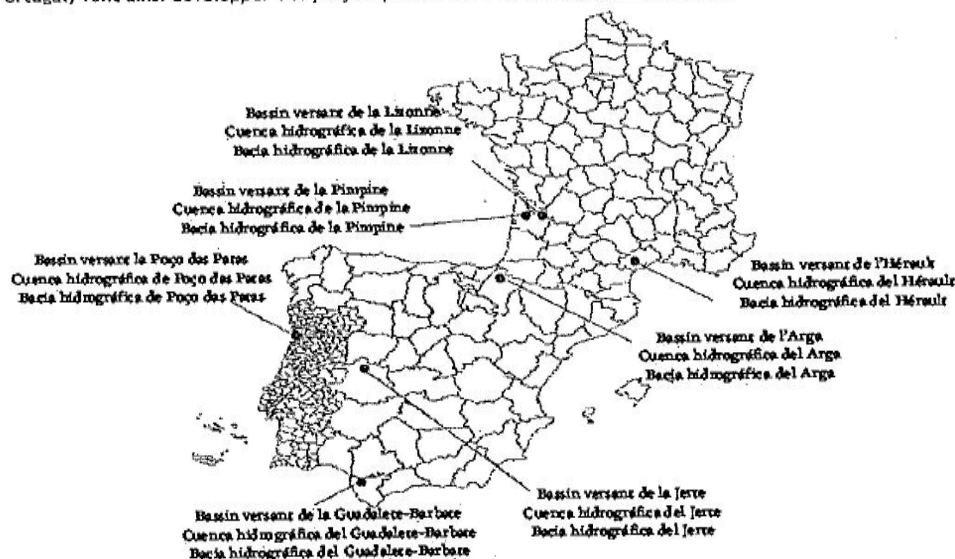 Bassin versant de la Lizonne
Cuenca hidrográfica de la Lizonne
Bacia hidrográfica de la Lizonne
Bassin versant de la Pimpine
Cuenca hidrográfica de la Pimpine
Bacia hidrográfica de la Pimpine
Bassin versant la Poço das Patas
Cuenca hidrográfica de Poço das Patas
Bacia hidrográfica de Poço das Patas
Bassin versant de l'Hérault
Cuenca hidrográfica del Hérault
Bacia hidrográfica del Hérault
Bassin versant de l'Arga
Cuenca hidrográfica del Arga
Bacia hidrográfica del Arga
Bassin versant de la Jerte
Cuenca hidrográfica del Jerte
Bacia hidrográfica del Jerte
Bassin versant de la Guadalete-Barbate
Cuenca hidrográfica del Guadalete-Barbate
Bacia hidrográfica del Guadalete-Barbate